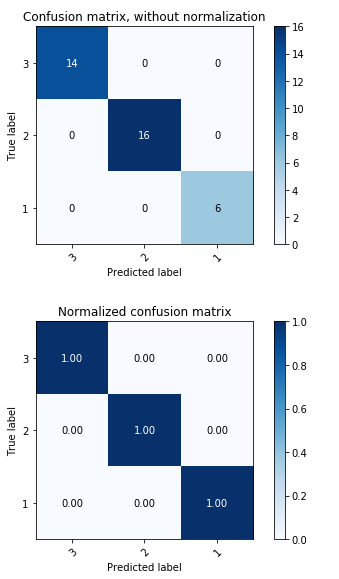 Confusion matrix, without normalization
16
14
12
10
8
6
4
2
0
True label
3
2
1
14 0 0
0 16 0
0 0 6
3 2 1
Predicted label
Normalized confusion matrix
1.0
0.8
0.6
0.4
0.2
0.0
True label
3
2
1
1.00 0.00 0.00
0.00 1.00 0.00
0.00 0.00 1.00
3 2 1
Predicted label